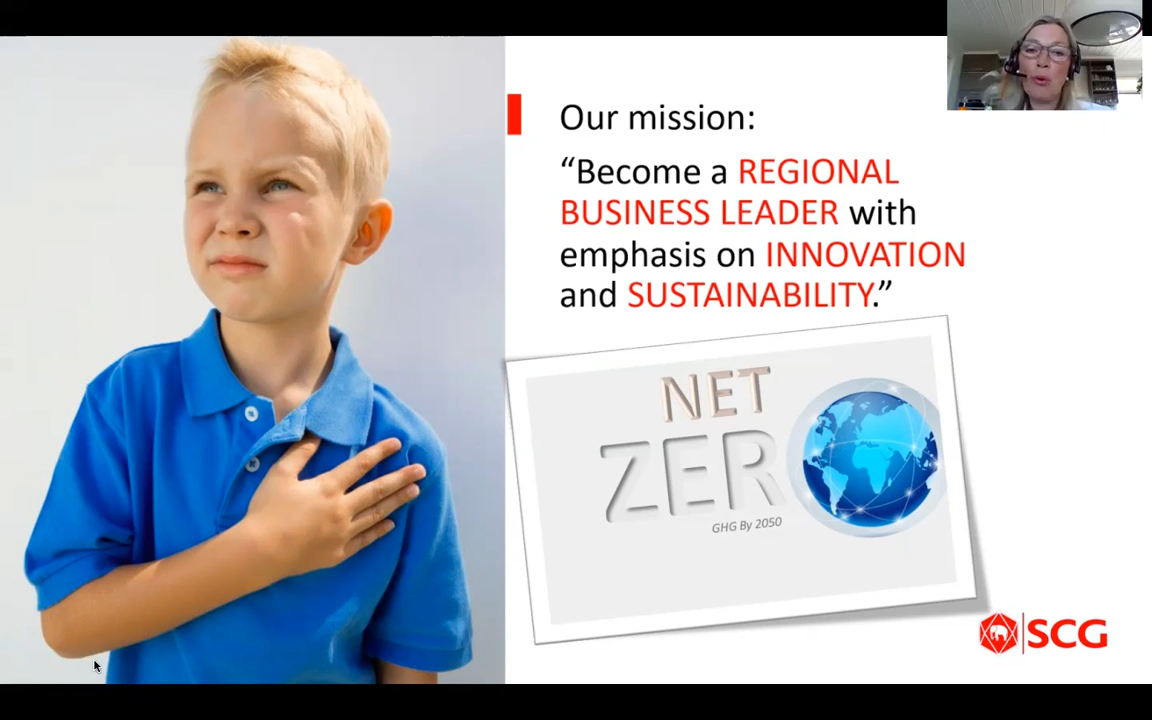 Our mission:
“Become a REGIONAL
BUSINESS LEADER with
emphasis on INNOVATION
and SUSTAINABILITY.”
NET
ZER
GHG By 2050
SCG